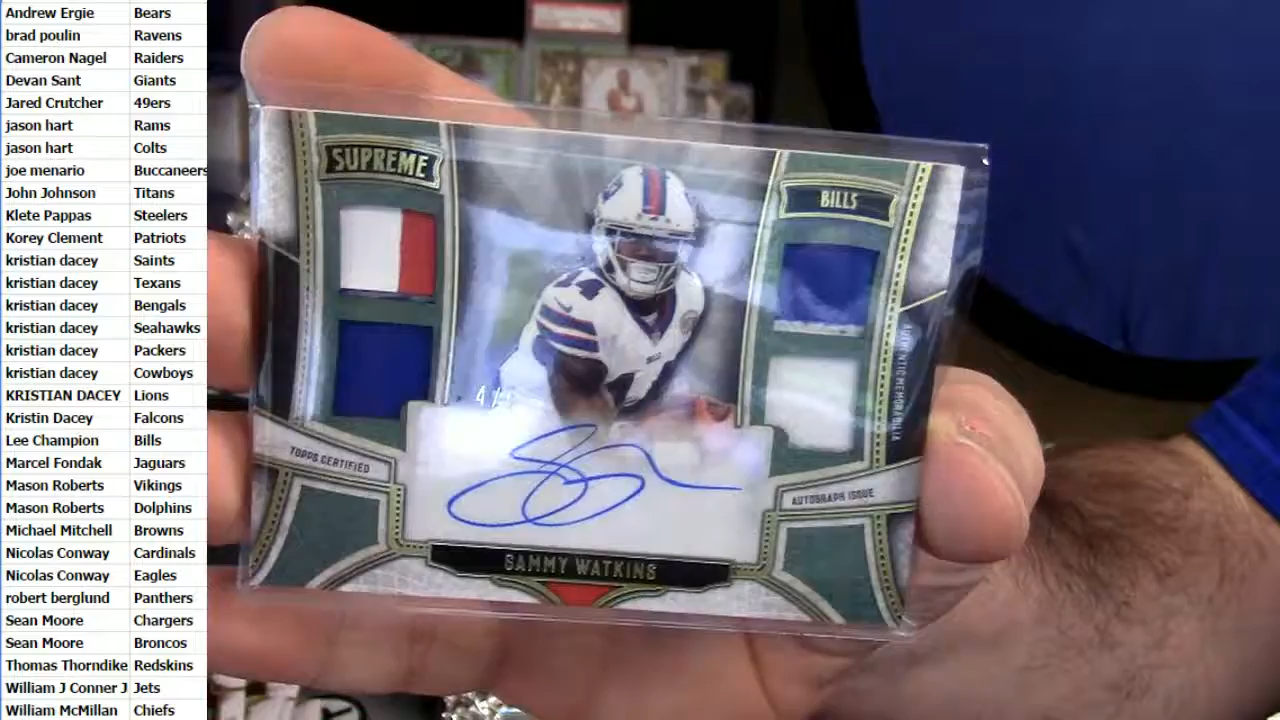 Andrew Ergie Bears
brad poulin Ravens
Cameron Nagel Raiders
Devan Sant Giants
Jared Crutcher 49ers
jason hart Rams
jason hart Colts
joe menario Buccaneers
John Johnson Titans
Klete Pappas Steelers
Korey Clement Patriots
kristian dacey Saints
kristian dacey Texans
kristian dacey Bengals
kristian dacey Seahawks
kristian dacey Packers
kristian dacey Cowboys
KRISTIAN DACEY Lions
Kristin Dacey Falcons
Lee Champion Bills
Marcel Fondak Jaguars
Mason Roberts Vikings
Mason Roberts Dolphins
Michael Mitchell Browns
Nicolas Conway Cardinals
Nicolas Conway Eagles
robert berglund Panthers
Sean Moore Chargers
Sean Moore Broncos
Thomas Thorndike Redskins
William J Conner J Jets
William McMillan Chiefs
SUPREME
BILLS
14
AUTHENTIC MEMORABILIA
TOPPS CERTIFIED
AUTOGRAPH ISSUE
SAMMY WATKINS